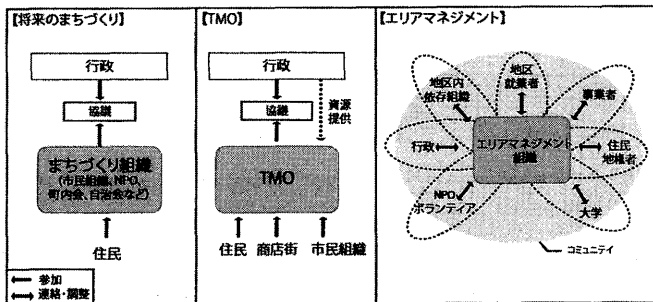 【将来のまちづくり】
行政
協議
まちづくり組織
(市民組織、NPO、
町内会、自治会など)
住民
参加
連絡・調整
【TMO】
行政
協議
資源
提供
TMO
住民 商店街 市民組織
【エリアマネジメント】
地区内
依存組織
地区
就業者
事業者
行政
エリアマネジメント
組織
住民
地権者
NPO
ボランティア
大学
コミュニティ